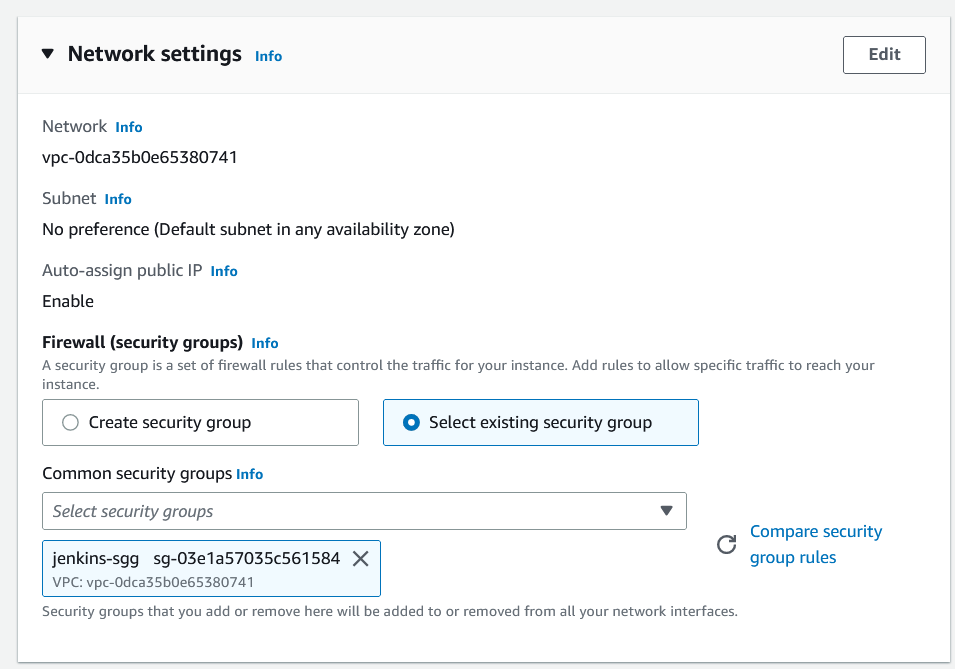 Network settings Info
Edit
Network Info
vpc-0dca35b0e65380741
Subnet Info
No preference (Default subnet in any availability zone)
Auto-assign public IP Info
Enable
Firewall (security groups) Info
A security group is a set of firewall rules that control the traffic for your instance. Add rules to allow specific traffic to reach your
instance.
Create security group
Select existing security group
Common security groups Info
Select security groups
Compare security
group rules
jenkins-sgg sg-03e1a57035c561584
VPC: vpc-0dca35b0e65380741
Security groups that you add or remove here will be added to or removed from all your network interfaces.